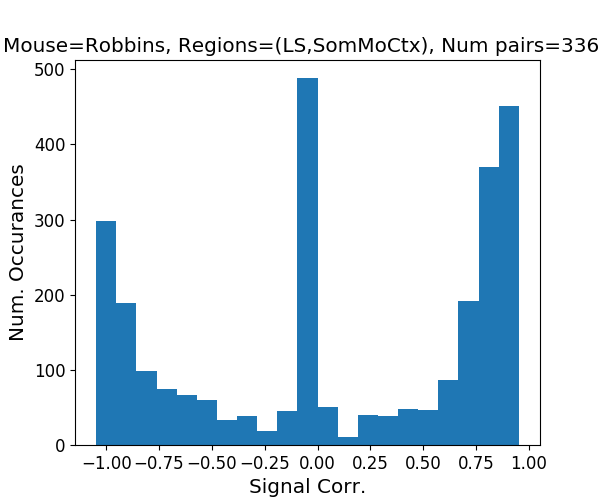 Mouse=Robbins, Regions=(LS,SomMoCtx), Num pairs=336
500
400
300
200
100
0
Num. Occurances
−1.00 −0.75 −0.50 −0.25 0.00 0.25 0.50 0.75 1.00
Signal Corr.